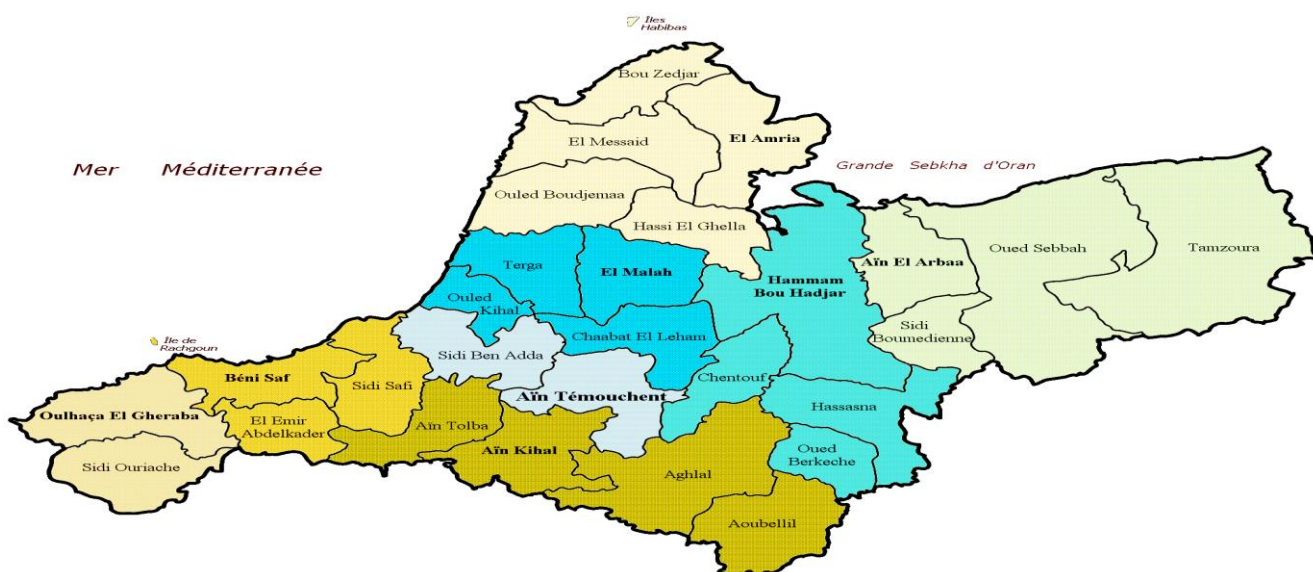 Iles
Habibas
Bou Zedjar
El Messaid
El Amria
Mer Méditerranée
Grande Sebkha d'Oran
Ouled Boudjemaa
Hassi El Ghella
Oued Sebbah
Tamzoura
Aïn El Arbaa
Terga
El Malah
Hammam
Bou Hadjar
Ouled
Kihal
Chaabat El Leham
Sidi
Boumedienne
Ile de
Rachgoun
Sidi Ben Adda
Béni Saf
Sidi Safi
Chentouf
Aïn Témouchent
Hassasna
Oulhaça El Gheraba
El Emir
Abdelkader
Aïn Tolba
Aïn Kihal
Oued
Berkeche
Sidi Ouriache
Aghlal
Aoubellil